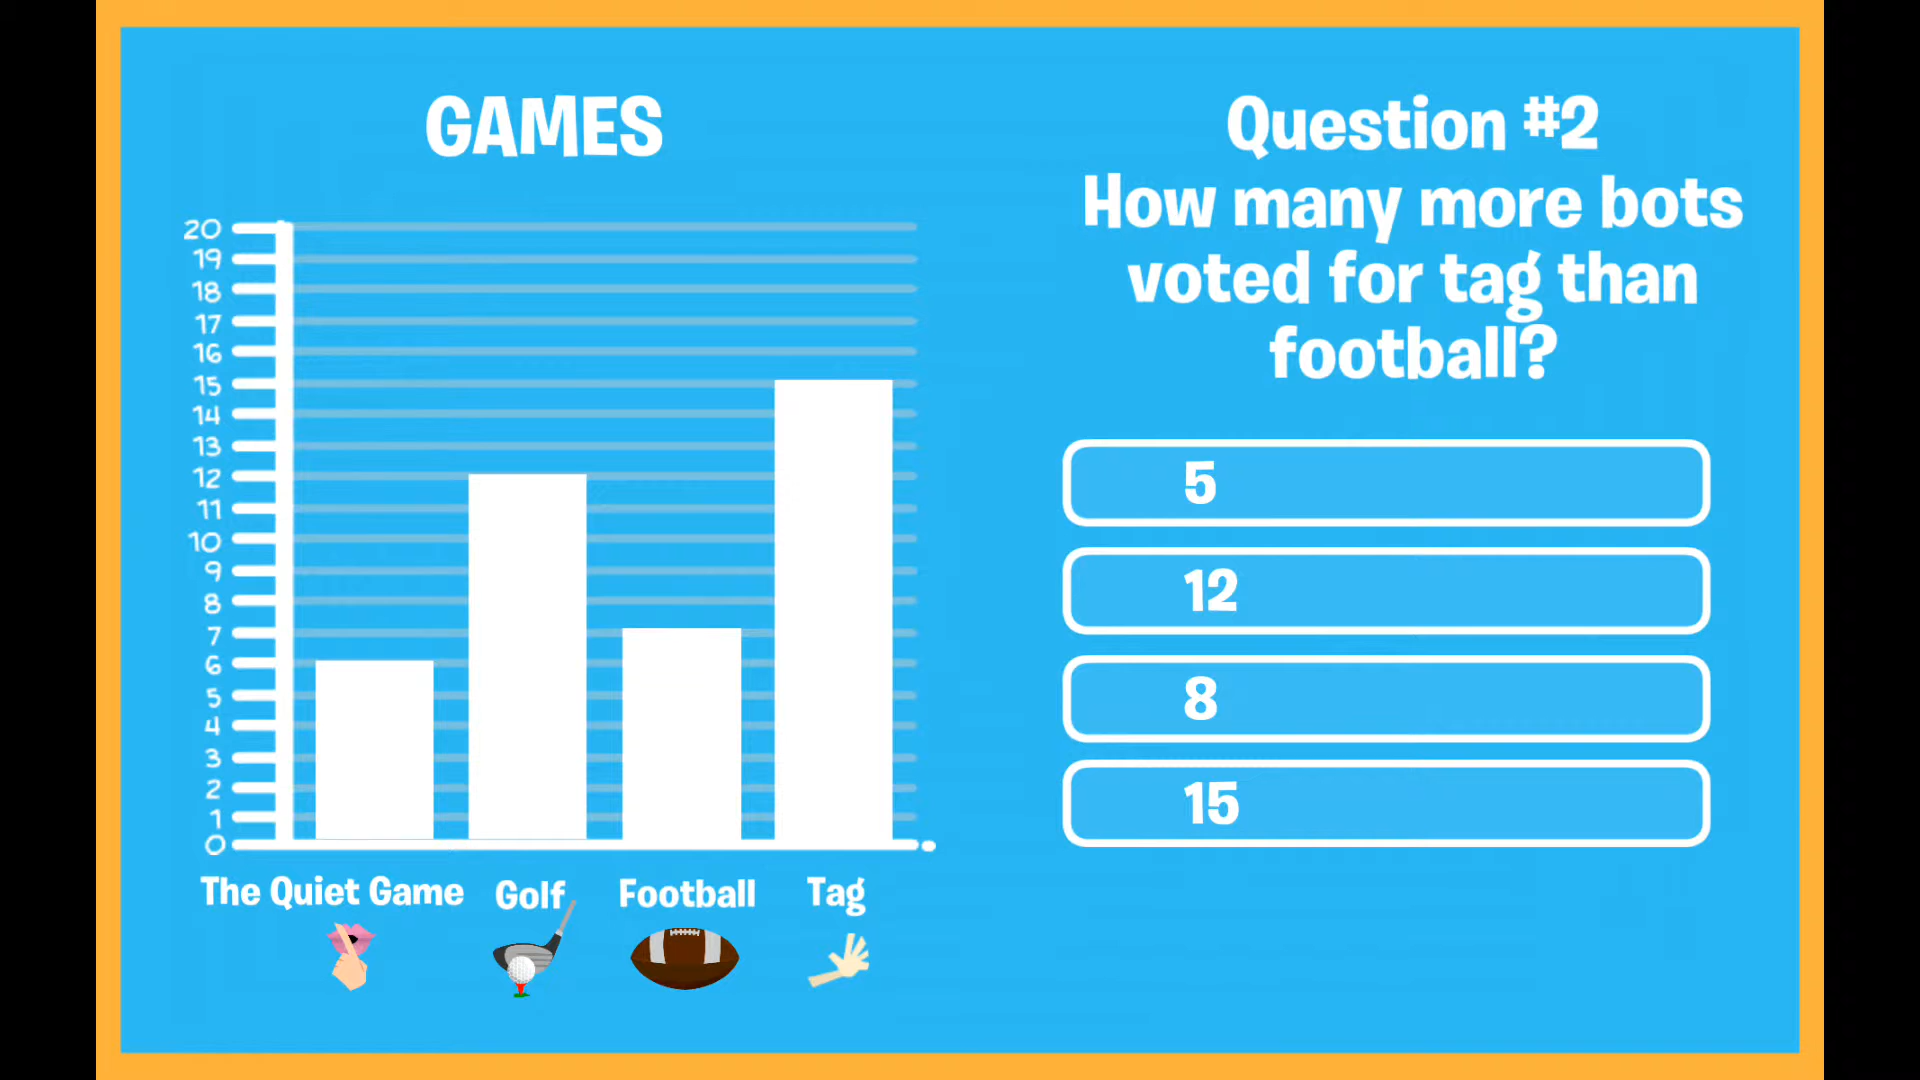 GAMES
20
19
18
17
16
15
14
13
12
11
10
9
8
7
6
5
4
3
2
1
0
The Quiet Game
Golf
Football
Tag
Question #2
How many more bots
voted for tag than
football?
5
12
8
15